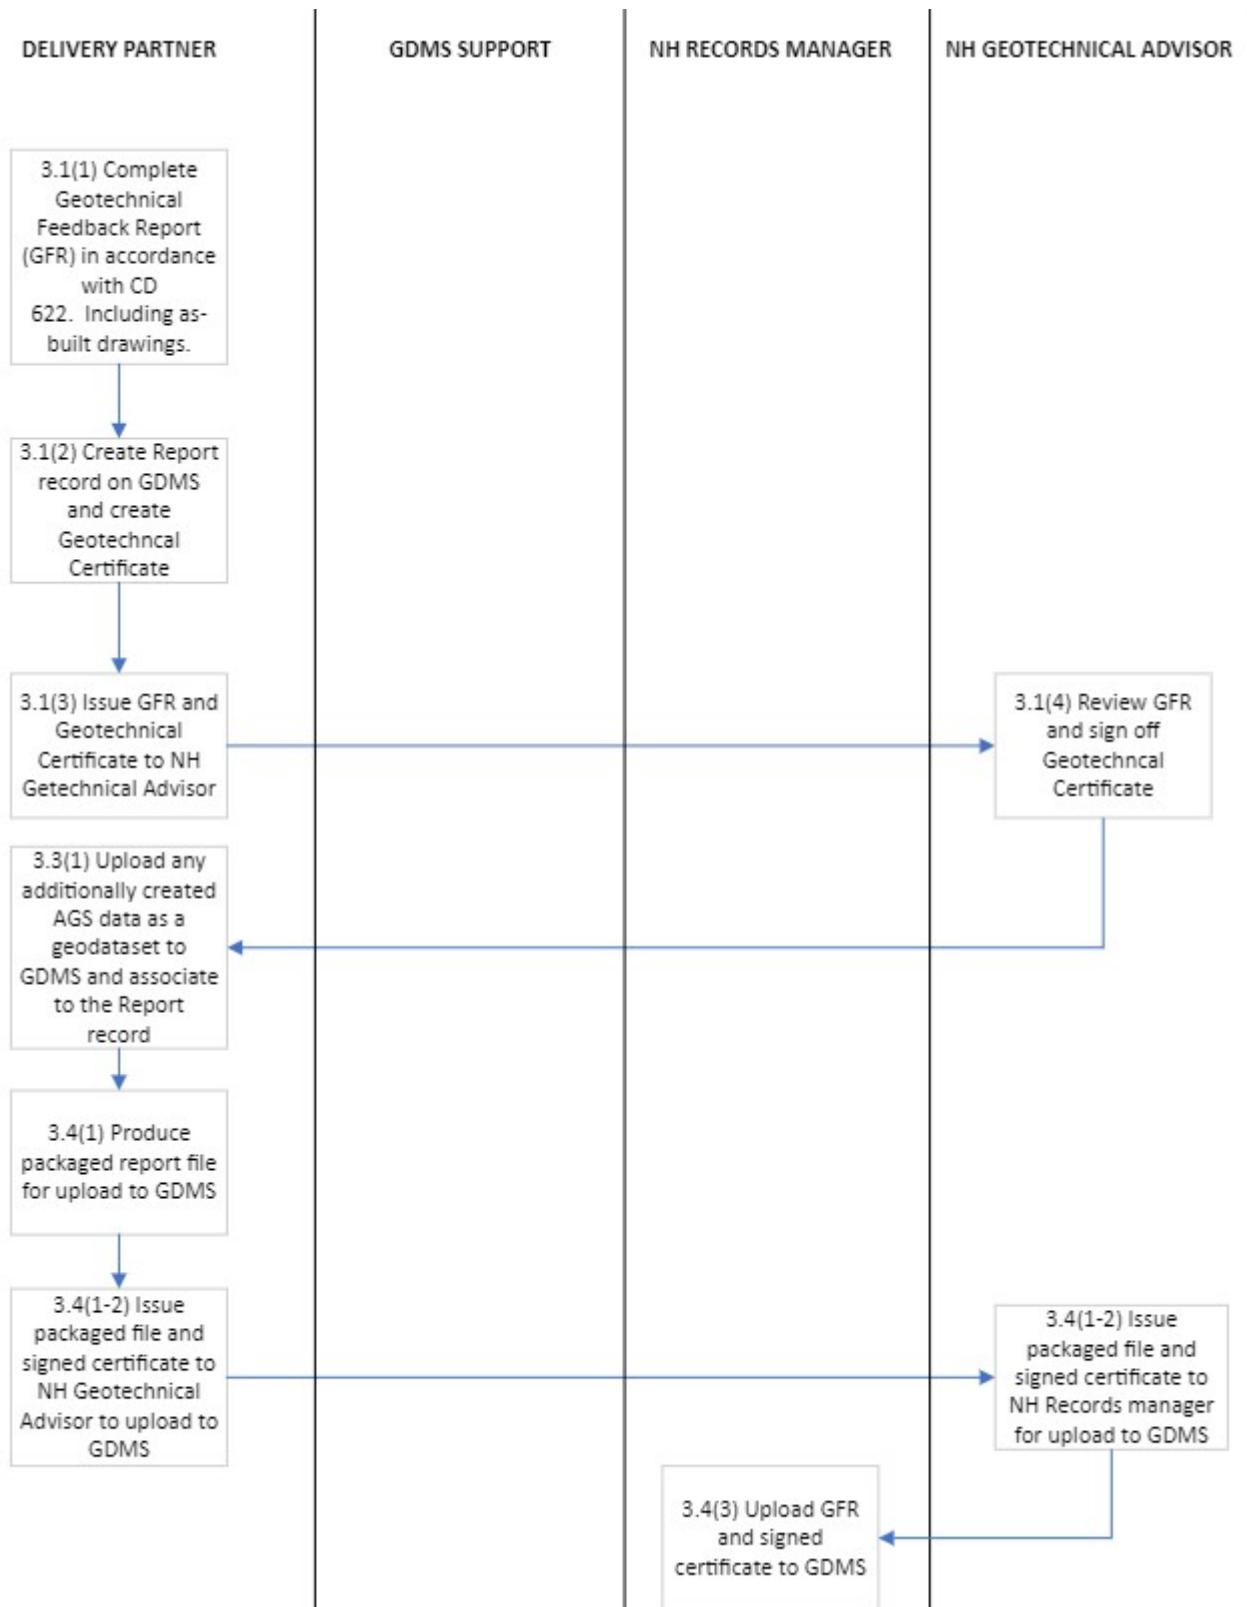 DELIVERY PARTNER
GDMS SUPPORT
NH RECORDS MANAGER
NH GEOTECHNICAL ADVISOR
3.1(1) Complete
Geotechnical
Feedback Report
(GFR) in accordance
with CD
622.  Including as-
built drawings.
3.1(2) Create Report
record on GDMS
and create
Geotechncal
Certificate
3.1(3) Issue GFR and
Geotechnical
Certificate to NH
Getechnical Advisor
3.1(4) Review GFR
and sign off
Geotechncal
Certificate
3.3(1) Upload any
additionally created
AGS data as a
geodataset to
GDMS and associate
to the Report
record
3.4(1) Produce
packaged report file
for upload to GDMS
3.4(1-2) Issue
packaged file and
signed certificate to
NH Geotechnical
Advisor to upload to
GDMS
3.4(1-2) Issue
packaged file and
signed certificate to
NH Records manager
for upload to GDMS
3.4(3) Upload GFR
and signed
certificate to GDMS